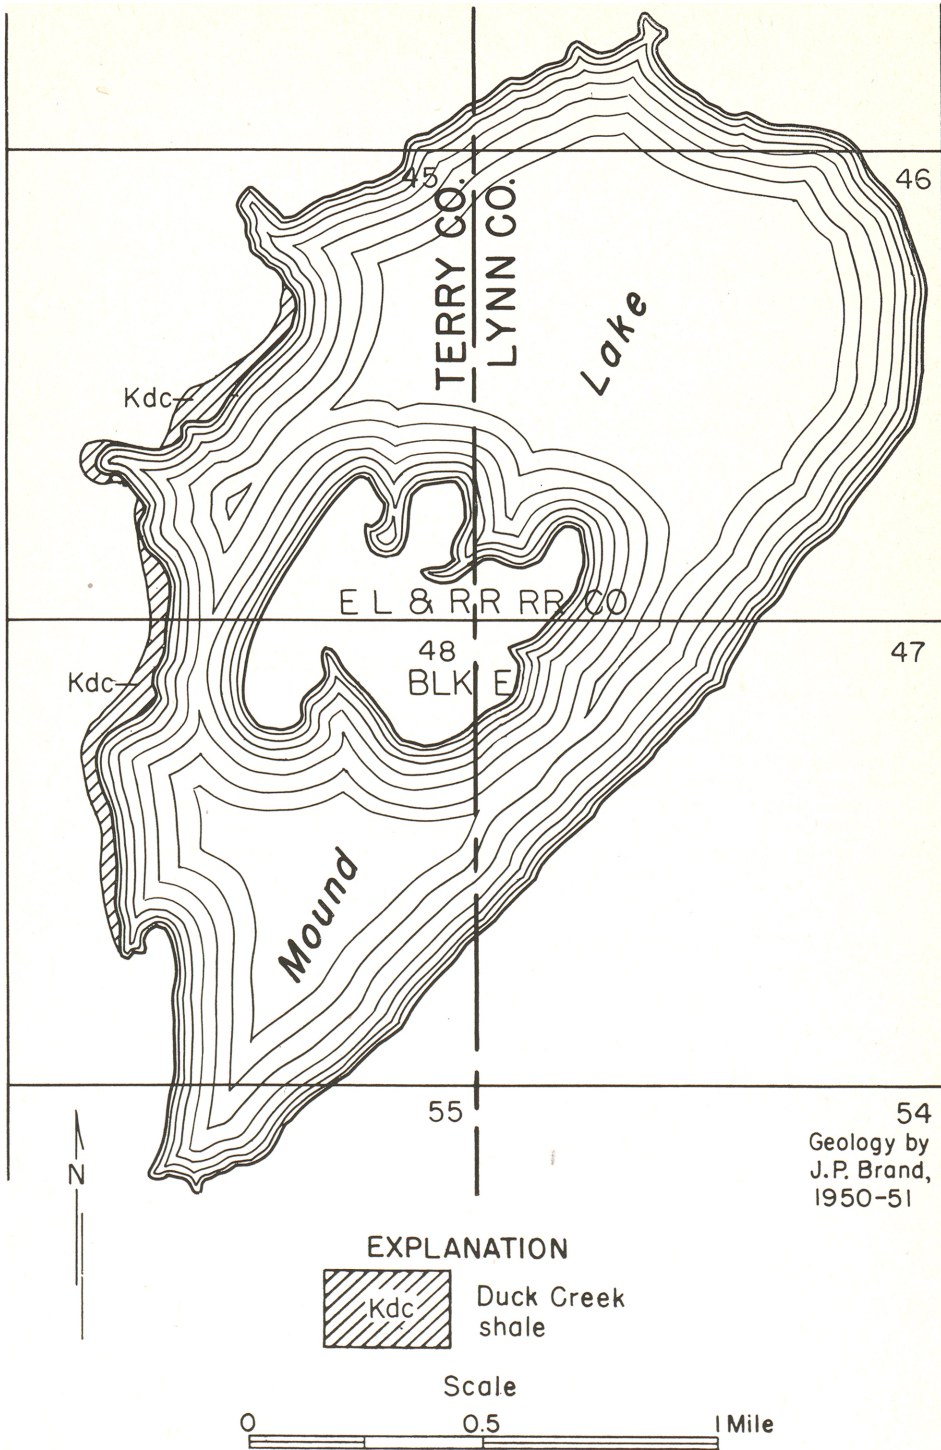 45
46
TERRY CO.
LYNN CO.
Lake
Kdc
E L & R R RR CO
48
47
BLK E
Kdc
Mound
55
54
Geology by
J.P. Brand,
1950-51
N
EXPLANATION
Kdc
Duck Creek
shale
Scale
0 0.5 1 Mile